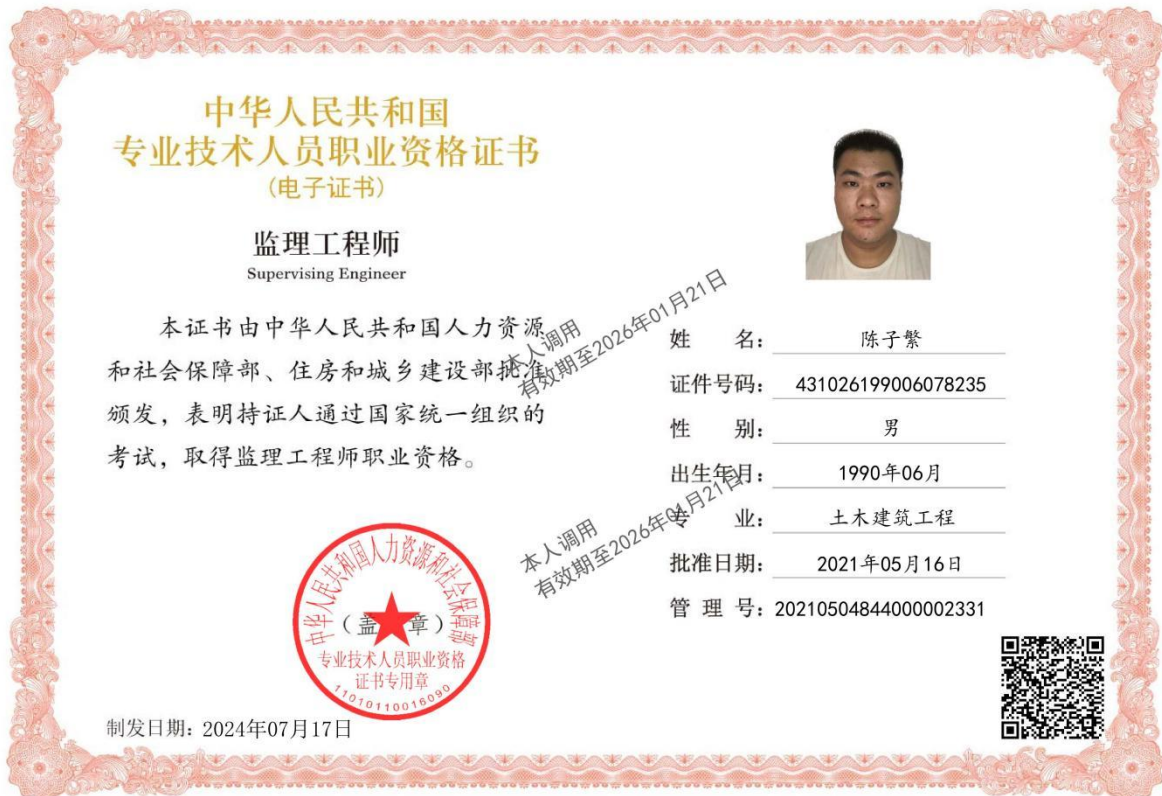 中华人民共和国
专业技术人员职业资格证书
(电子证书)
监理工程师
Supervising Engineer
本证书由中华人民共和国人力资源
和社会保障部、住房和城乡建设部批准
颁发，表明持证人通过国家统一组织的
考试，取得监理工程师职业资格。
中华人民共和国人力资源和社会保障部
（盖 章）
专业技术人员职业资格
证书专用章
11010110016090
制发日期：2024年07月17日
本人调用
有效期至2026年01月21日
本人调用
有效期至2026年01月21日
姓 名： 陈子繁
证件号码： 431026199006078235
性 别： 男
出生年月： 1990年06月
专 业： 土木建筑工程
批准日期： 2021年05月16日
管 理 号：20210504844000002331